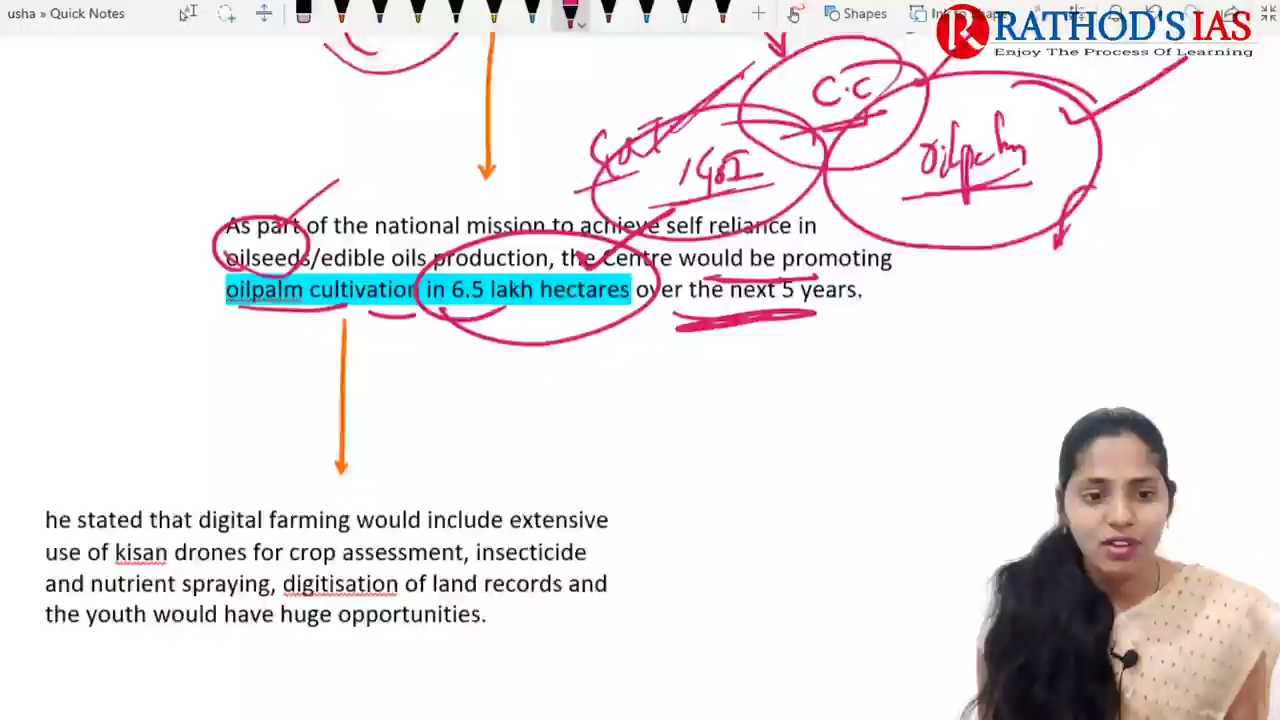 usha » Quick Notes
Shapes
RATHOD'S IAS
Enjoy The Process Of Learning
C.C
oilpalm
As part of the national mission to achieve self reliance in
oilseeds/edible oils production, the Centre would be promoting
oilpalm cultivation in 6.5 lakh hectares over the next 5 years.
he stated that digital farming would include extensive
use of kisan drones for crop assessment, insecticide
and nutrient spraying, digitisation of land records and
the youth would have huge opportunities.